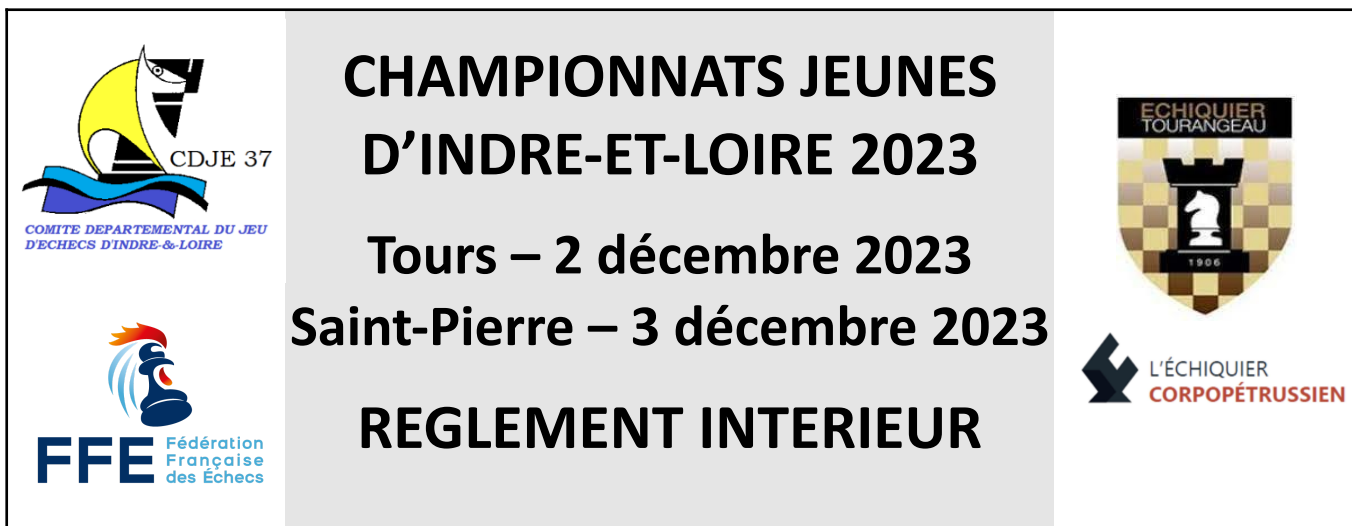 CDJE 37
COMITE DEPARTEMENTAL DU JEU
D'ECHECS D'INDRE-&-LOIRE
FFE
Fédération
Française
des Échecs
CHAMPIONNATS JEUNES
D’INDRE-ET-LOIRE 2023
Tours – 2 décembre 2023
Saint-Pierre – 3 décembre 2023
REGLEMENT INTERIEUR
ECHIQUIER
TOURANGEAU
1906
L'ÉCHIQUIER
CORPOPÉTRUSSIEN